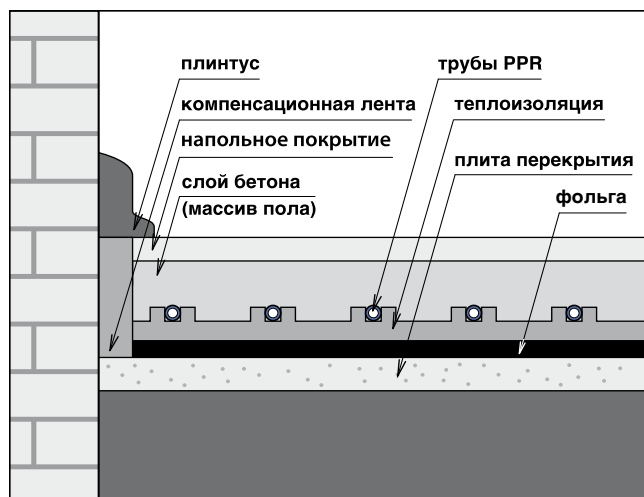 плинтус
компенсационная лента
напольное покрытие
слой бетона
(массив пола)
трубы PPR
теплоизоляция
плита перекрытия
фольга